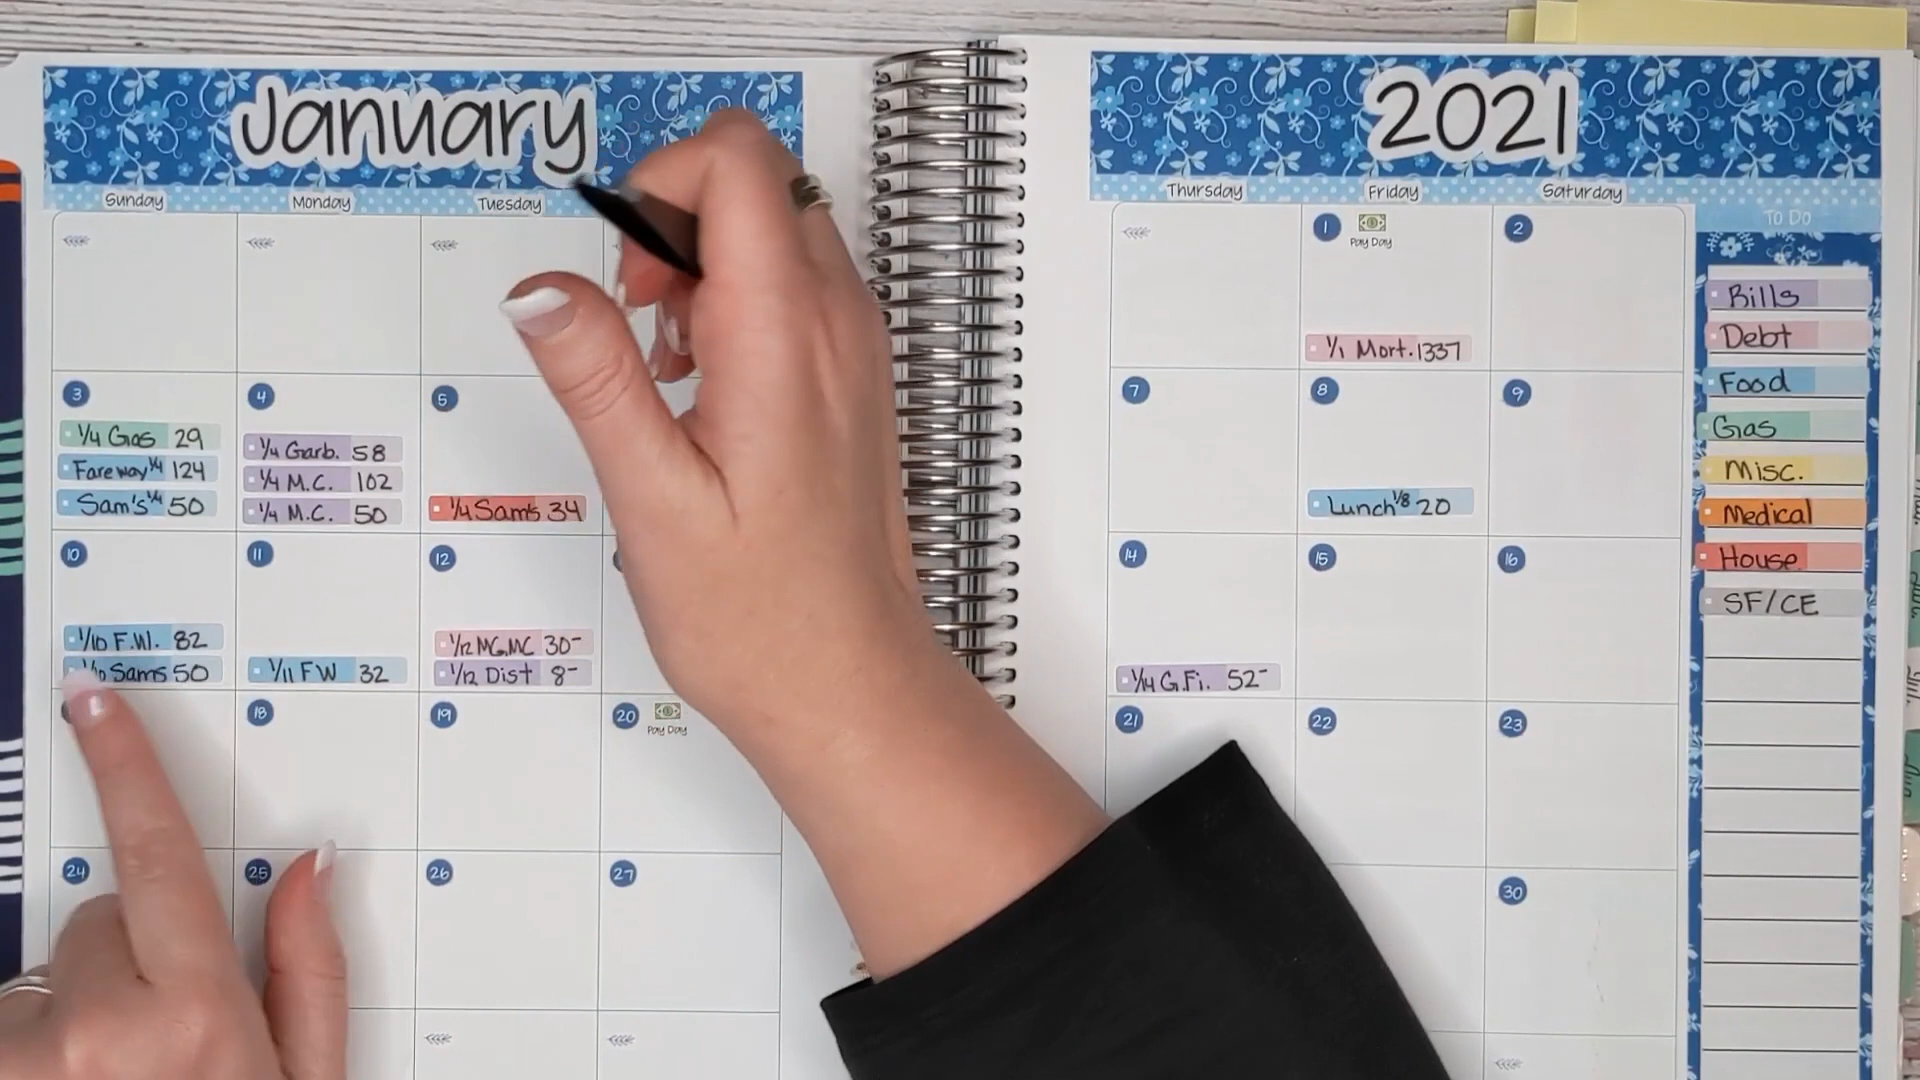 January
2021
Sunday
Monday
Tuesday
Thursday
Friday
Saturday
To Do
1
Pay Day
1/1 Mort. 1337
2
3
1/4 Gas 29
Fareway 1/4 124
Sam's 1/4 50
4
1/4 Garb. 58
1/4 M.C. 102
1/4 M.C. 50
5
1/4 Sam's 34
7
8
Lunch 1/8 20
9
10
1/10 F.W. 82
1/10 Sams 50
11
1/11 FW 32
12
1/12 MG.MC 30-
1/12 Dist 8-
14
1/14 G.Fi. 52-
15
16
18
19
20
Pay Day
21
22
23
24
25
26
27
30
Bills
Debt
Food
Gas
Misc.
Medical
House
SF/CE